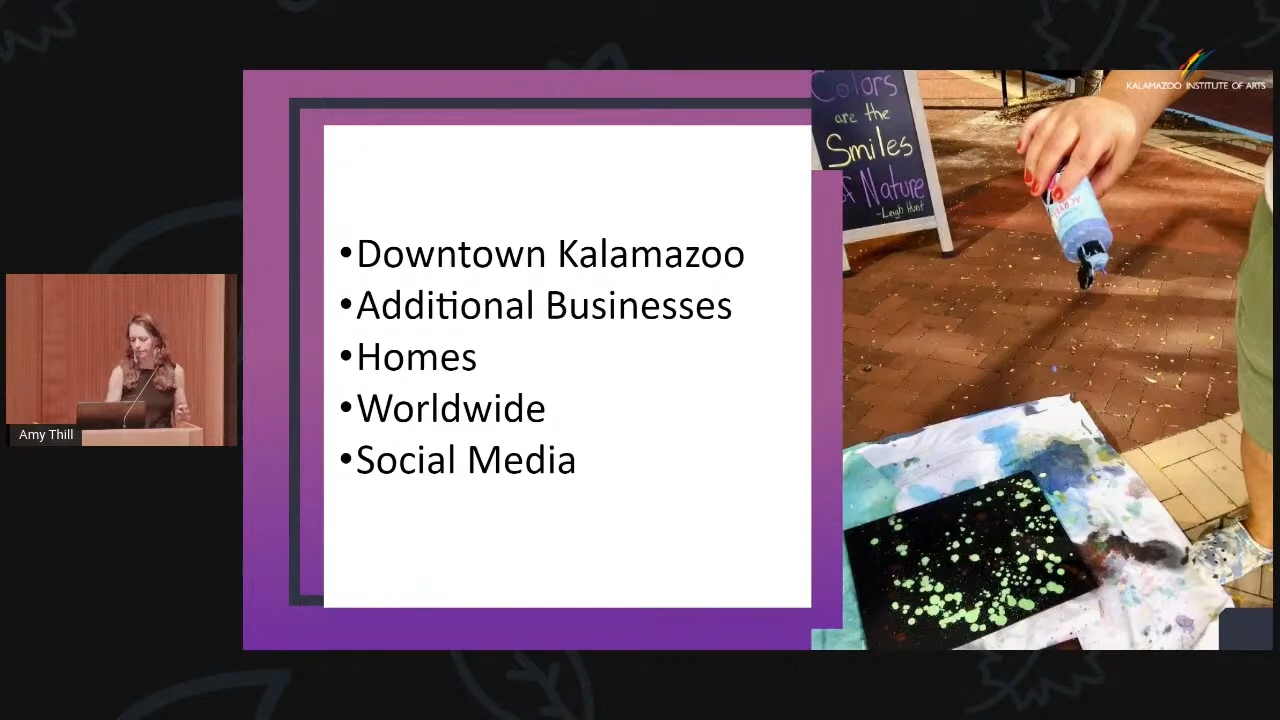 Colors
are the
Smiles
of Nature
-Leigh Hunt
KALAMAZOO INSTITUTE OF ARTS
•Downtown Kalamazoo
•Additional Businesses
•Homes
•Worldwide
•Social Media
Amy Thill